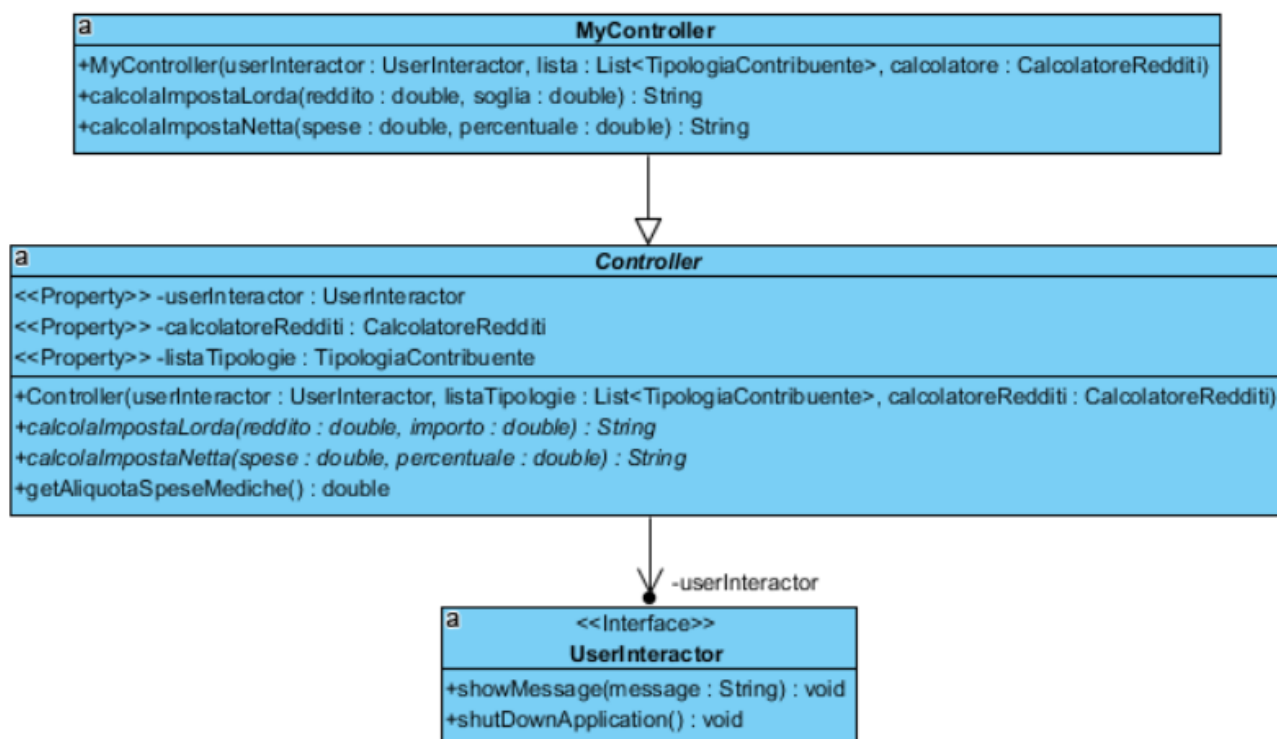 a
MyController
+MyController(userInteractor : UserInteractor, lista : List<TipologiaContribuente>, calcolatore : CalcolatoreRedditi)
+calcolaImpostaLorda(reddito : double, soglia : double) : String
+calcolaImpostaNetta(spese : double, percentuale : double) : String
a
Controller
<<Property>> -userInteractor : UserInteractor
<<Property>> -calcolatoreRedditi : CalcolatoreRedditi
<<Property>> -listaTipologie : TipologiaContribuente
+Controller(userInteractor : UserInteractor, listaTipologie : List<TipologiaContribuente>, calcolatoreRedditi : CalcolatoreRedditi)
+calcolaImpostaLorda(reddito : double, importo : double) : String
+calcolaImpostaNetta(spese : double, percentuale : double) : String
+getAliquotaSpeseMediche() : double
-userInteractor
a
<<Interface>>
UserInteractor
+showMessage(message : String) : void
+shutDownApplication() : void